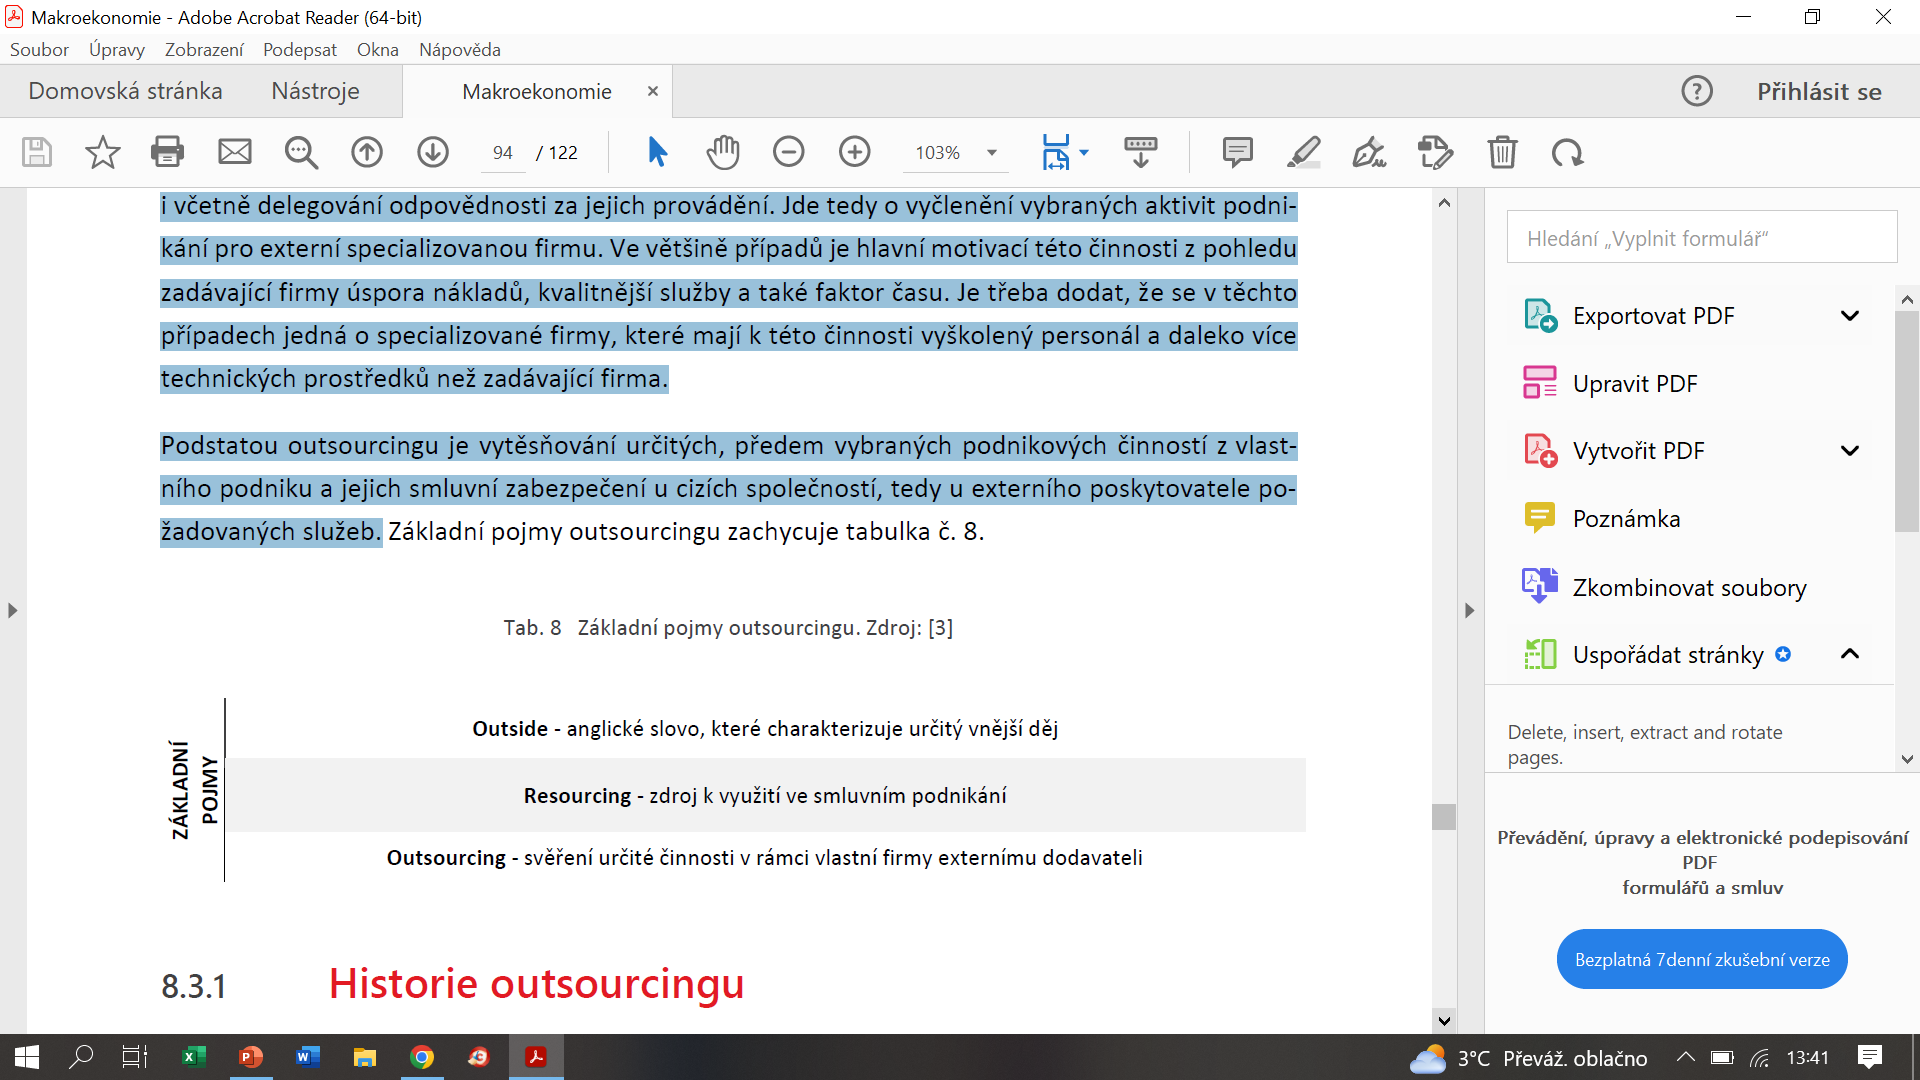 Makroekonomie - Adobe Acrobat Reader (64-bit)
Soubor Úpravy Zobrazení Podepsat Okna Nápověda
Domovská stránka Nástroje Makroekonomie × ? Přihlásit se
94 / 122 103%
i včetně delegování odpovědnosti za jejich provádění. Jde tedy o vyčlenění vybraných aktivit podni-
kání pro externí specializovanou firmu. Ve většině případů je hlavní motivací této činnosti z pohledu
zadávající firmy úspora nákladů, kvalitnější služby a také faktor času. Je třeba dodat, že se v těchto
případech jedná o specializované firmy, které mají k této činnosti vyškolený personál a daleko více
technických prostředků než zadávající firma.
Podstatou outsourcingu je vytěsňování určitých, předem vybraných podnikových činností z vlast-
ního podniku a jejich smluvní zabezpečení u cizích společností, tedy u externího poskytovatele po-
žadovaných služeb. Základní pojmy outsourcingu zachycuje tabulka č. 8.
Tab. 8 Základní pojmy outsourcingu. Zdroj: [3]
ZÁKLADNÍ
POJMY
Outside - anglické slovo, které charakterizuje určitý vnější děj
Resourcing - zdroj k využití ve smluvním podnikání
Outsourcing - svěření určité činnosti v rámci vlastní firmy externímu dodavateli
8.3.1 Historie outsourcingu
Hledání „Vyplnit formulář“
Exportovat PDF
Upravit PDF
Vytvořit PDF
Poznámka
Zkombinovat soubory
Uspořádat stránky
Delete, insert, extract and rotate
pages.
Převádění, úpravy a elektronické podepisování
PDF
formulářů a smluv
Bezplatná 7denní zkušební verze
3°C Převáž. oblačno 13:41